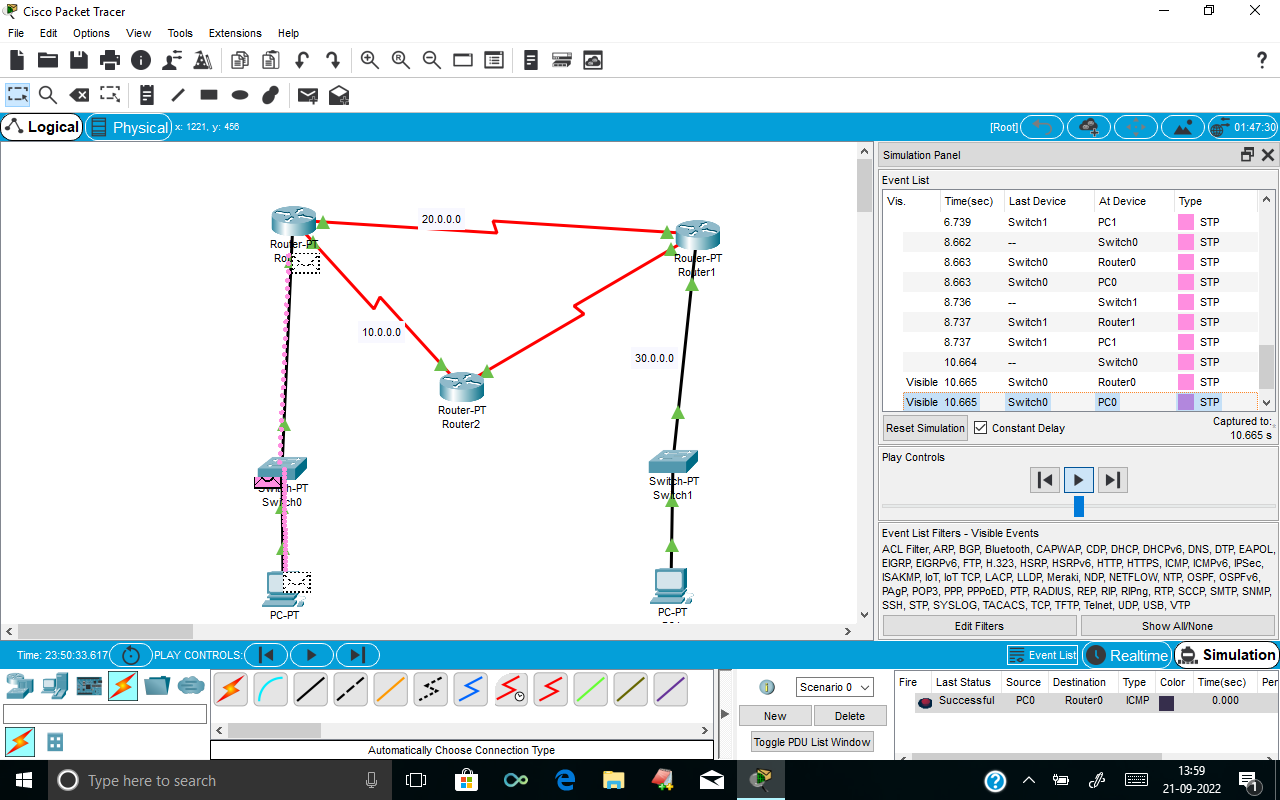 Cisco Packet Tracer
File Edit Options View Tools Extensions Help
?
Logical Physical x: 1221, y: 456 [Root] 01:47:30
20.0.0.0
Router-PT
Router-PT
Router1
10.0.0.0
30.0.0.0
Router-PT
Router2
Switch-PT
Switch0
Switch-PT
Switch1
PC-PT
PC-PT
Simulation Panel
Event List
Vis. Time(sec) Last Device At Device Type
6.739 Switch1 PC1 STP
8.662 -- Switch0 STP
8.663 Switch0 Router0 STP
8.663 Switch0 PC0 STP
8.736 -- Switch1 STP
8.737 Switch1 Router1 STP
8.737 Switch1 PC1 STP
10.664 -- Switch0 STP
Visible 10.665 Switch0 Router0 STP
Visible 10.665 Switch0 PC0 STP
Reset Simulation Constant Delay Captured to:
10.665 s
Play Controls
Event List Filters - Visible Events
ACL Filter, ARP, BGP, Bluetooth, CAPWAP, CDP, DHCP, DHCPv6, DNS, DTP, EAPOL,
EIGRP, EIGRPv6, FTP, H.323, HSRP, HSRPv6, HTTP, HTTPS, ICMP, ICMPv6, IPSec,
ISAKMP, IoT, IoT TCP, LACP, LLDP, Meraki, NDP, NETFLOW, NTP, OSPF, OSPFv6,
PAgP, POP3, PPP, PPPoED, PTP, RADIUS, REP, RIP, RIPng, RTP, SCCP, SMTP, SNMP,
SSH, STP, SYSLOG, TACACS, TCP, TFTP, Telnet, UDP, USB, VTP
Edit Filters Show All/None
Time: 23:50:33.617 PLAY CONTROLS: Event List Realtime Simulation
Automatically Choose Connection Type
Scenario 0
New Delete
Toggle PDU List Window
Fire Last Status Source Destination Type Color Time(sec) Per
Successful PC0 Router0 ICMP 0.000
Type here to search
13:59
21-09-2022
1